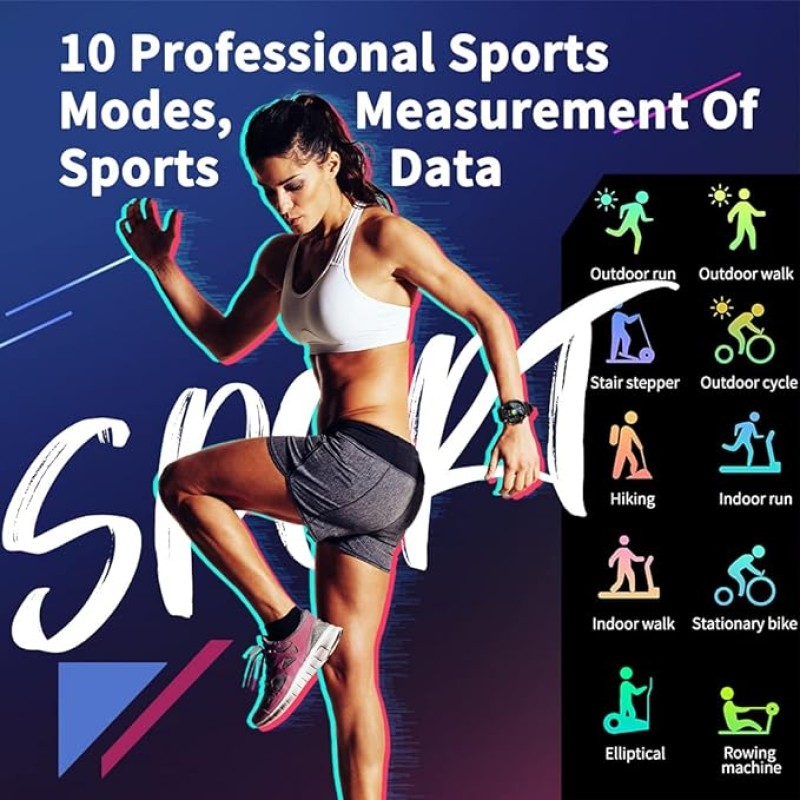 10 Professional Sports
Modes, Measurement Of
Sports Data
SPORT
Outdoor run Outdoor walk
Stair stepper Outdoor cycle
Hiking Indoor run
Indoor walk Stationary bike
Elliptical Rowing
machine